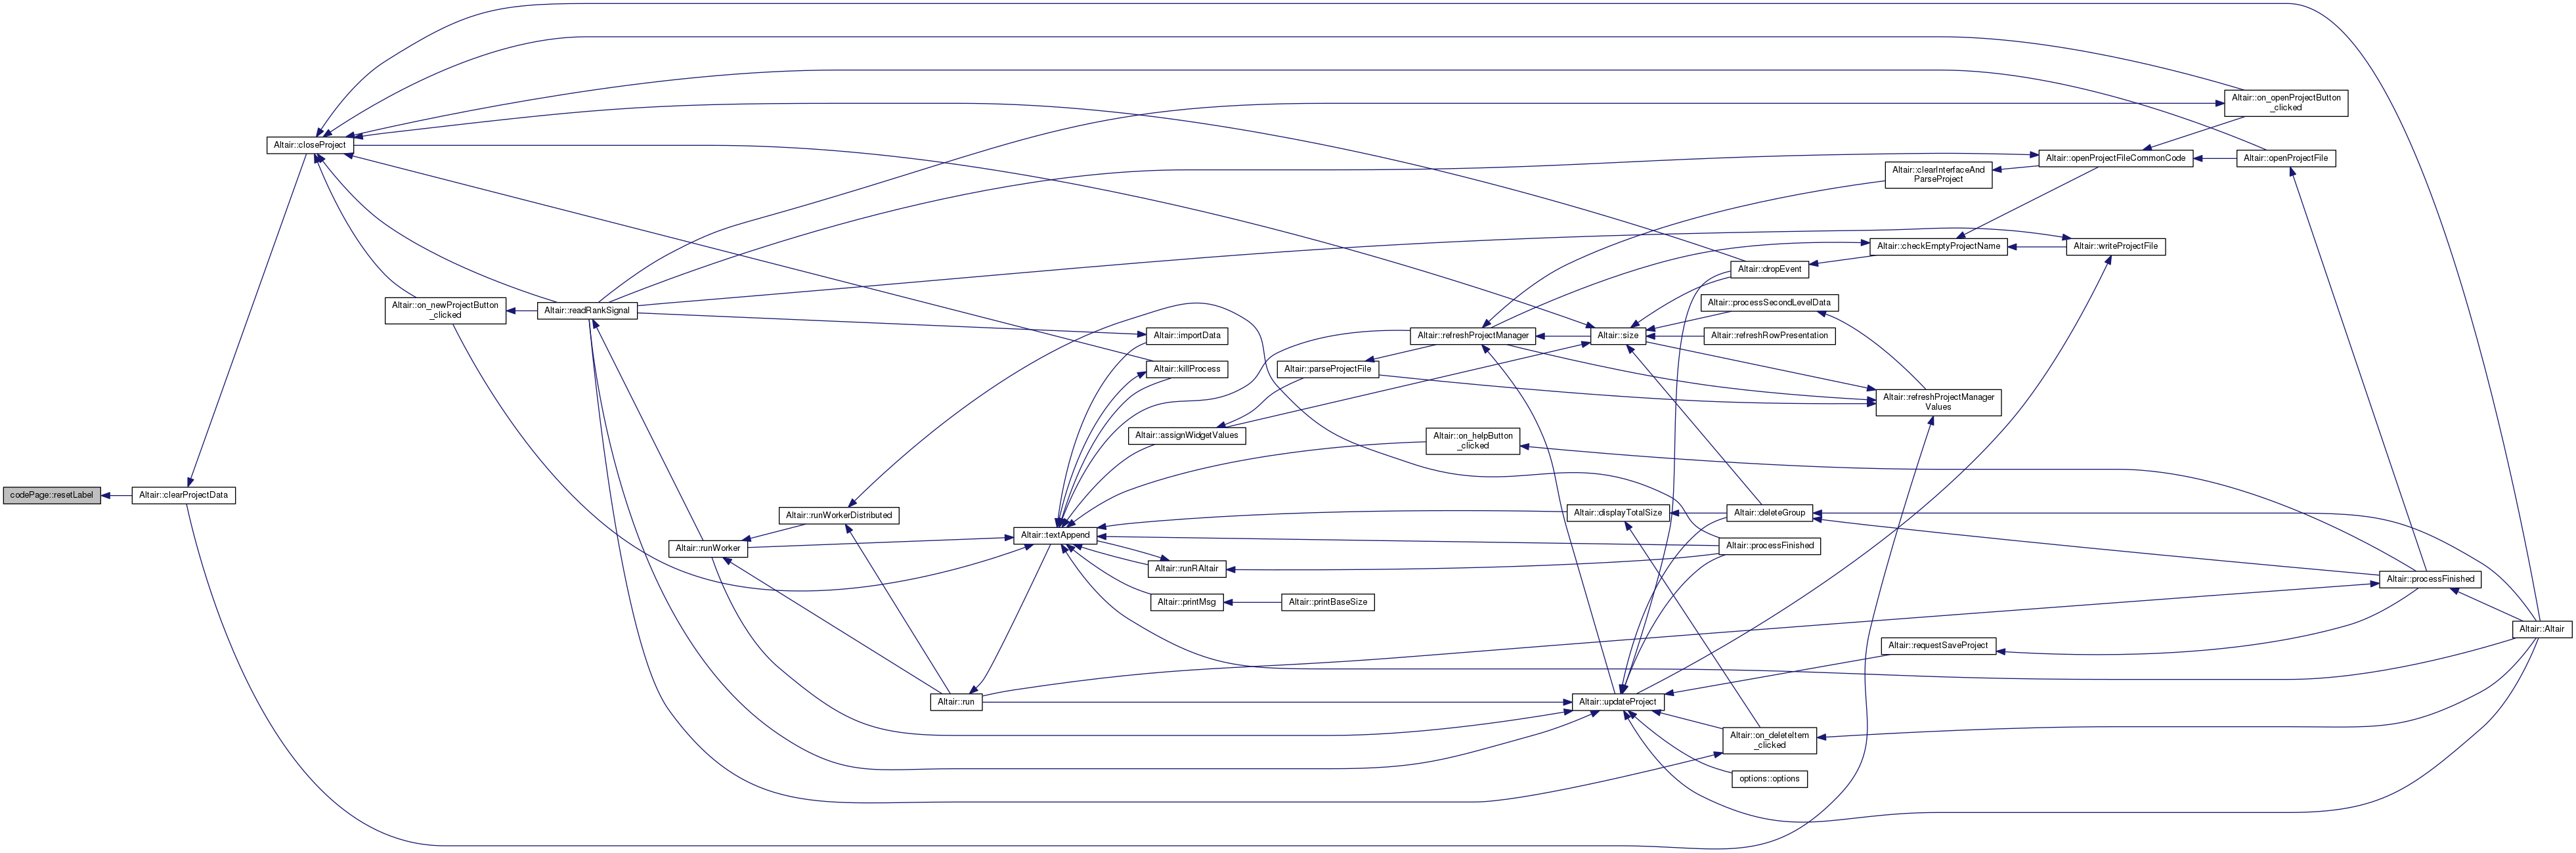 Altair::on_openProjectButton
_clicked
Altair::closeProject
Altair::openProjectFileCommonCode
Altair::openProjectFile
Altair::clearInterfaceAnd
ParseProject
Altair::checkEmptyProjectName
Altair::writeProjectFile
Altair::dropEvent
Altair::on_newProjectButton
_clicked
Altair::readRankSignal
Altair::processSecondLevelData
Altair::importData
Altair::refreshProjectManager
Altair::size
Altair::refreshRowPresentation
Altair::killProcess
Altair::parseProjectFile
Altair::refreshProjectManager
Values
Altair::assignWidgetValues
Altair::on_helpButton
_clicked
codePage::resetLabel
Altair::clearProjectData
Altair::runWorkerDistributed
Altair::displayTotalSize
Altair::deleteGroup
Altair::textAppend
Altair::runWorker
Altair::processFinished
Altair::runRAltair
Altair::processFinished
Altair::printMsg
Altair::printBaseSize
Altair::Altair
Altair::requestSaveProject
Altair::run
Altair::updateProject
Altair::on_deleteItem
_clicked
options::options